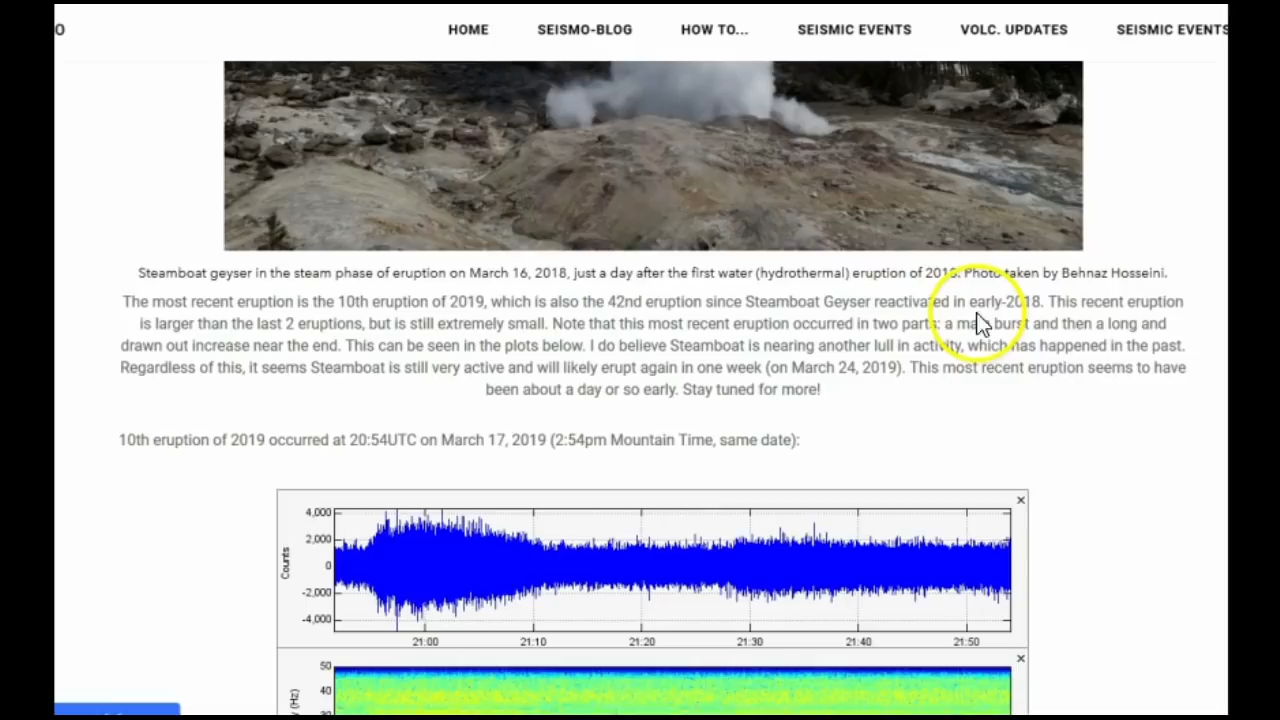 O HOME SEISMO-BLOG HOW TO... SEISMIC EVENTS VOLC. UPDATES SEISMIC EVENTS
Steamboat geyser in the steam phase of eruption on March 16, 2018, just a day after the first water (hydrothermal) eruption of 2018. Photo taken by Behnaz Hosseini.
The most recent eruption is the 10th eruption of 2019, which is also the 42nd eruption since Steamboat Geyser reactivated in early-2018. This recent eruption
is larger than the last 2 eruptions, but is still extremely small. Note that this most recent eruption occurred in two parts: a main burst and then a long and
drawn out increase near the end. This can be seen in the plots below. I do believe Steamboat is nearing another lull in activity, which has happened in the past.
Regardless of this, it seems Steamboat is still very active and will likely erupt again in one week (on March 24, 2019). This most recent eruption seems to have
been about a day or so early. Stay tuned for more!
10th eruption of 2019 occurred at 20:54UTC on March 17, 2019 (2:54pm Mountain Time, same date):
4,000
2,000
Counts
0
-2,000
-4,000
21:00 21:10 21:20 21:30 21:40 21:50
50
40
(Hz)